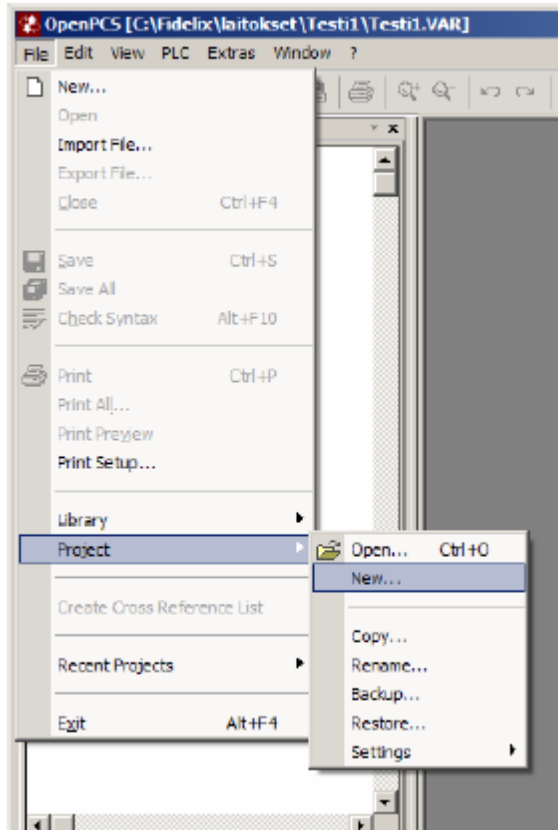 OpenPCS [C:\Fidelix\laitokset\Testi1\Testi1.VAR]
File Edit View PLC Extras Window ?
New...
Open
Import File...
Export File...
Close Ctrl+F4
Save Ctrl+S
Save All
Check Syntax Alt+F10
Print Ctrl+P
Print All...
Print Preview
Print Setup...
Library
Project
Open... Ctrl+O
New...
Create Cross Reference List
Copy...
Recent Projects
Rename...
Backup...
Exit Alt+F4
Restore...
Settings